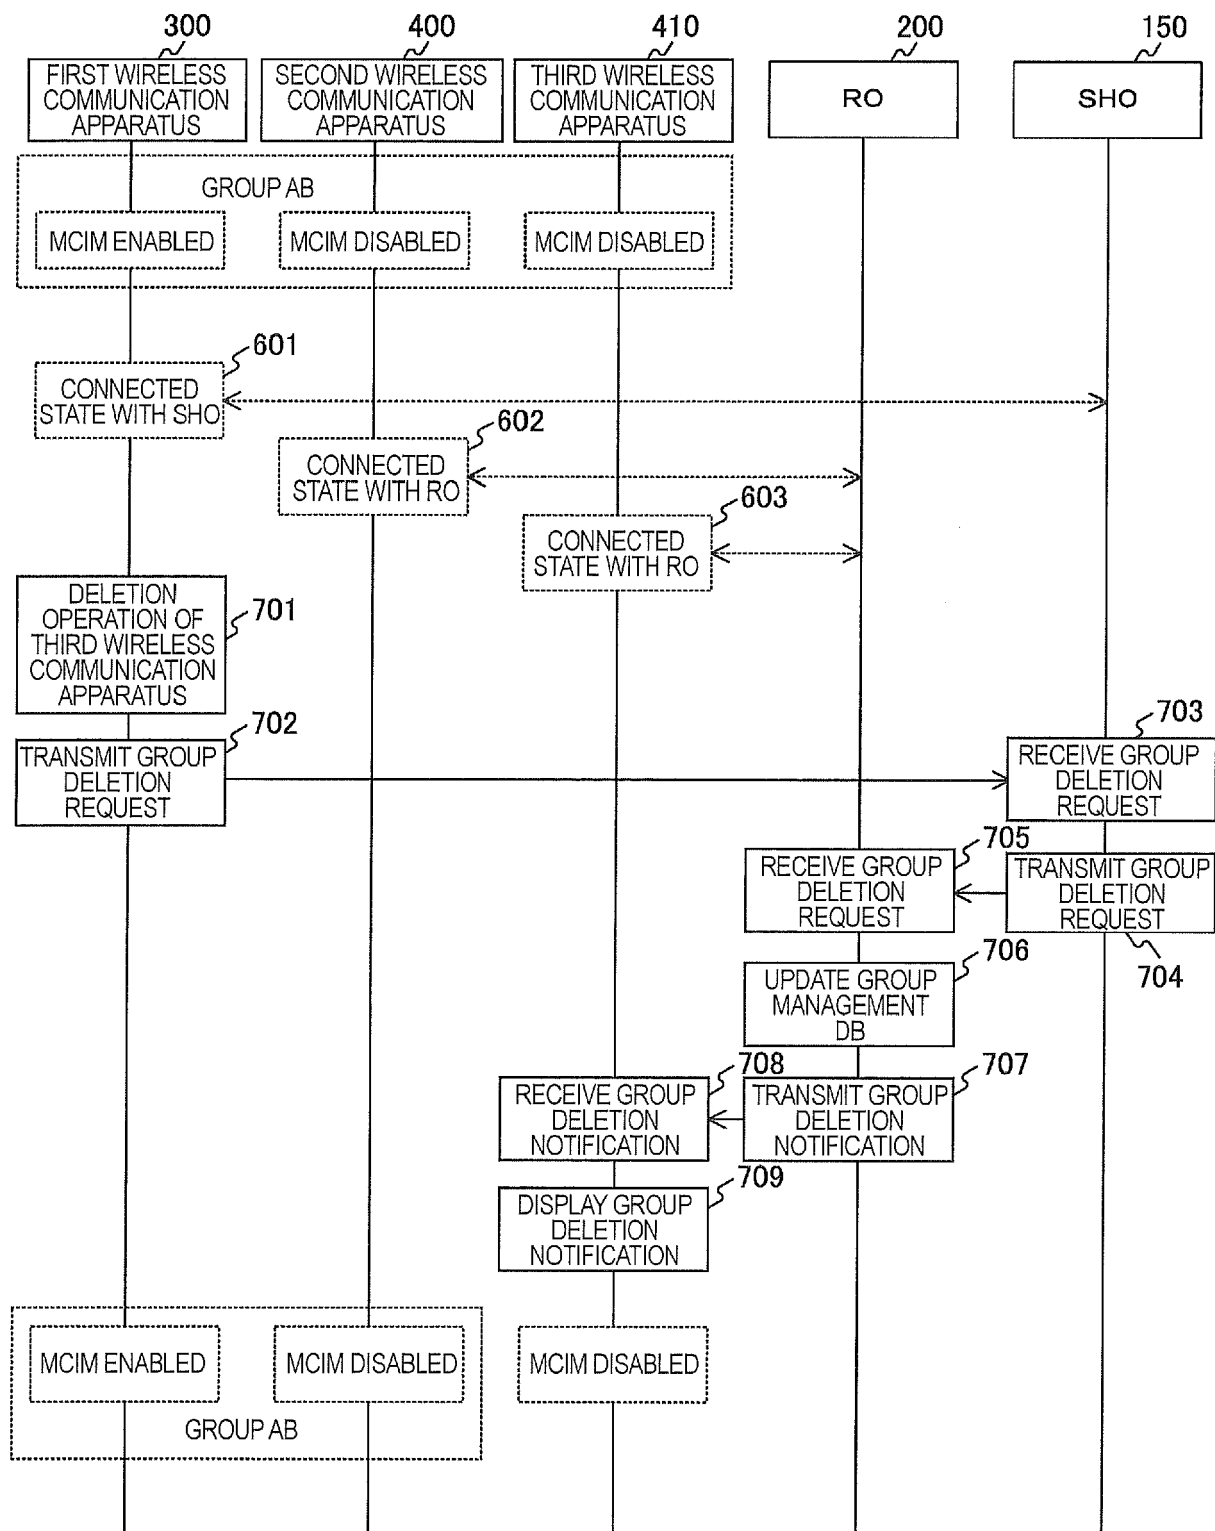 300
400
410
200
150
FIRST WIRELESS
COMMUNICATION
APPARATUS
SECOND WIRELESS
COMMUNICATION
APPARATUS
THIRD WIRELESS
COMMUNICATION
APPARATUS
RO
SHO
GROUP AB
MCIM ENABLED
MCIM DISABLED
MCIM DISABLED
601
CONNECTED
STATE WITH SHO
602
CONNECTED
STATE WITH RO
603
CONNECTED
STATE WITH RO
DELETION
OPERATION OF
THIRD WIRELESS
COMMUNICATION
APPARATUS
701
702
TRANSMIT GROUP
DELETION
REQUEST
703
RECEIVE GROUP
DELETION
REQUEST
705
RECEIVE GROUP
DELETION
REQUEST
TRANSMIT GROUP
DELETION
REQUEST
704
706
UPDATE GROUP
MANAGEMENT
DB
708
RECEIVE GROUP
DELETION
NOTIFICATION
707
TRANSMIT GROUP
DELETION
NOTIFICATION
709
DISPLAY GROUP
DELETION
NOTIFICATION
MCIM ENABLED
MCIM DISABLED
MCIM DISABLED
GROUP AB